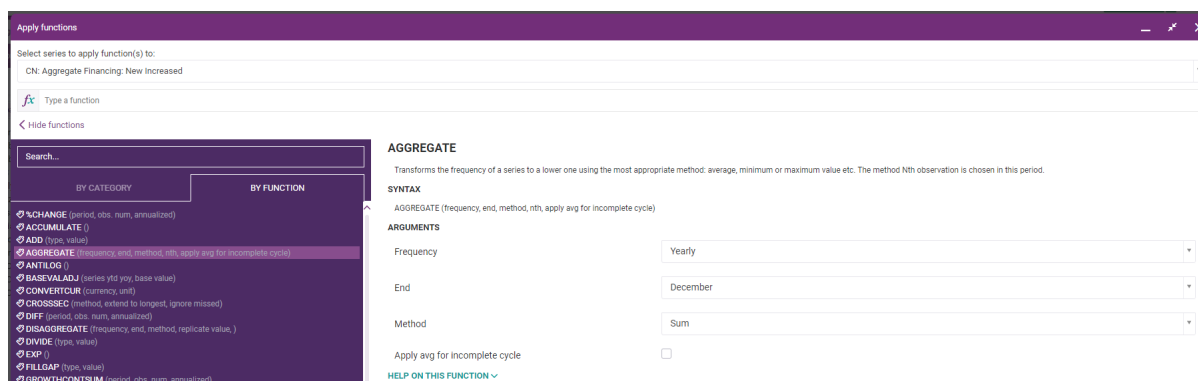 Apply functions
Select series to apply function(s) to:
CN: Aggregate Financing: New Increased
fx Type a function
Hide functions
Search...
BY CATEGORY
BY FUNCTION
%CHANGE (period, obs. num, annualized)
ACCUMULATE ()
ADD (type, value)
AGGREGATE (frequency, end, method, nth, apply avg for incomplete cycle)
ANTILOG ()
BASEVALADJ (series ytd yoy, base value)
CONVERTCUR (currency, unit)
CROSSSEC (method, extend to longest, ignore missed)
DIFF (period, obs. num, annualized)
DISAGGREGATE (frequency, end, method, replicate value, )
DIVIDE (type, value)
EXP ()
FILLGAP (type, value)
GROWTHCONTSUM (period, obs. num, annualized)
AGGREGATE
Transforms the frequency of a series to a lower one using the most appropriate method: average, minimum or maximum value etc. The method Nth observation is chosen in this period.
SYNTAX
AGGREGATE (frequency, end, method, nth, apply avg for incomplete cycle)
ARGUMENTS
Frequency Yearly
End December
Method Sum
Apply avg for incomplete cycle
HELP ON THIS FUNCTION